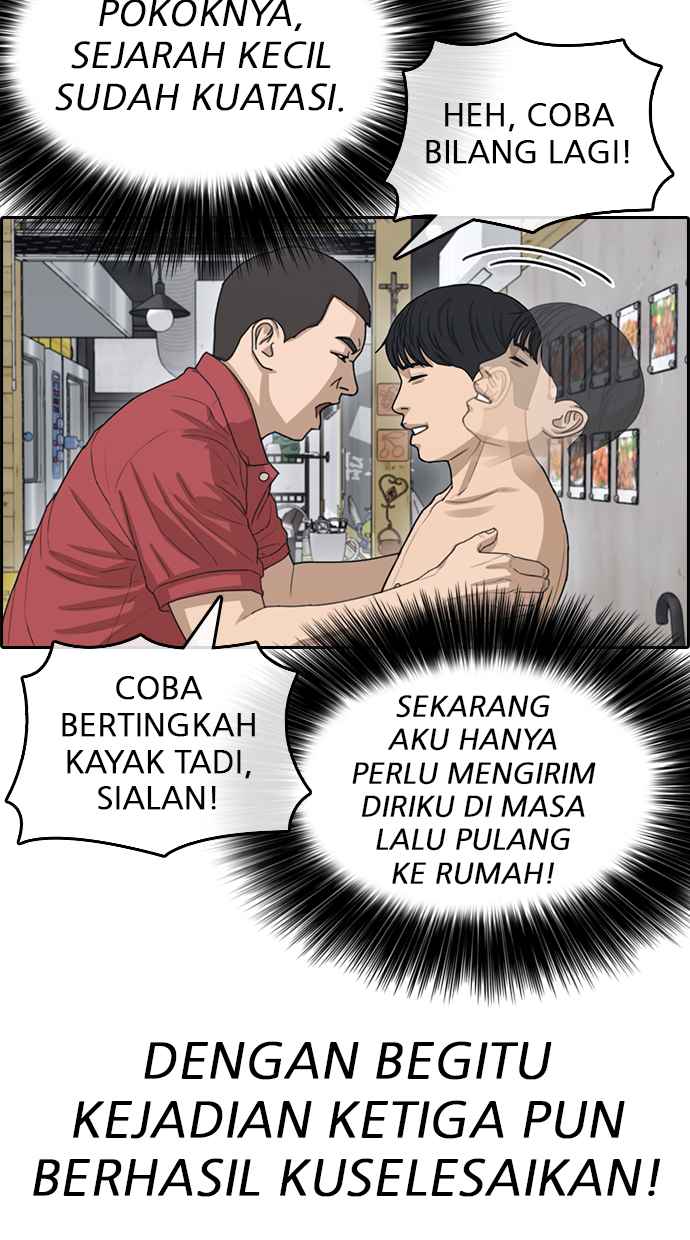 POKOKNYA,
SEJARAH KECIL
SUDAH KUATASI.
HEH, COBA
BILANG LAGI!
COBA
BERTINGKAH
KAYAK TADI,
SIALAN!
SEKARANG
AKU HANYA
PERLU MENGIRIM
DIRIKU DI MASA
LALU PULANG
KE RUMAH!
DENGAN BEGITU
KEJADIAN KETIGA PUN
BERHASIL KUSELESAIKAN!